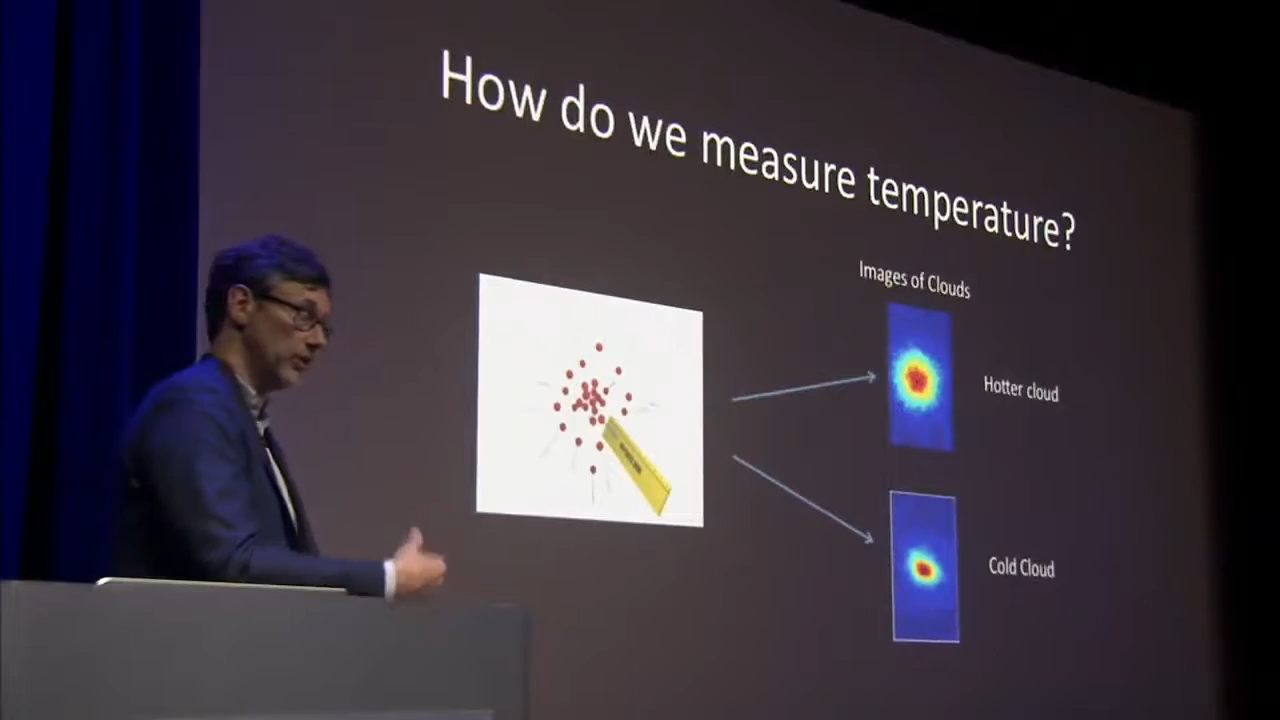 How do we measure temperature?
Images of Clouds
Hotter cloud
Cold Cloud